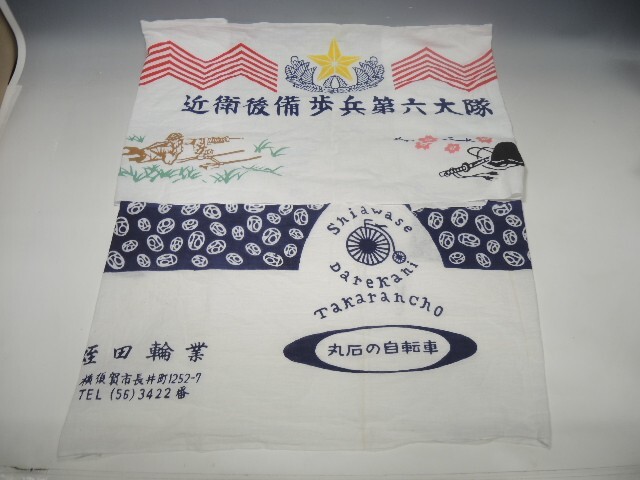 近衛後備歩兵第六大隊
Shiawase
Darekani
Takarancho
丸石の自転車
蛭田輪業
横須賀市長井町1252-7
TEL (56) 3422番